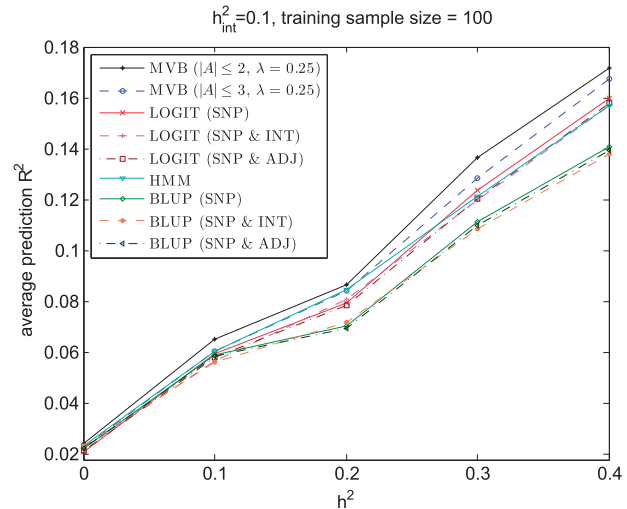 h²int=0.1, training sample size = 100
0.18
0.16
0.14
0.12
0.1
0.08
0.06
0.04
0.02
average prediction R²
MVB (|A| ≤ 2, λ = 0.25)
MVB (|A| ≤ 3, λ = 0.25)
LOGIT (SNP)
LOGIT (SNP & INT)
LOGIT (SNP & ADJ)
HMM
BLUP (SNP)
BLUP (SNP & INT)
BLUP (SNP & ADJ)
0 0.1 0.2 0.3 0.4
h²